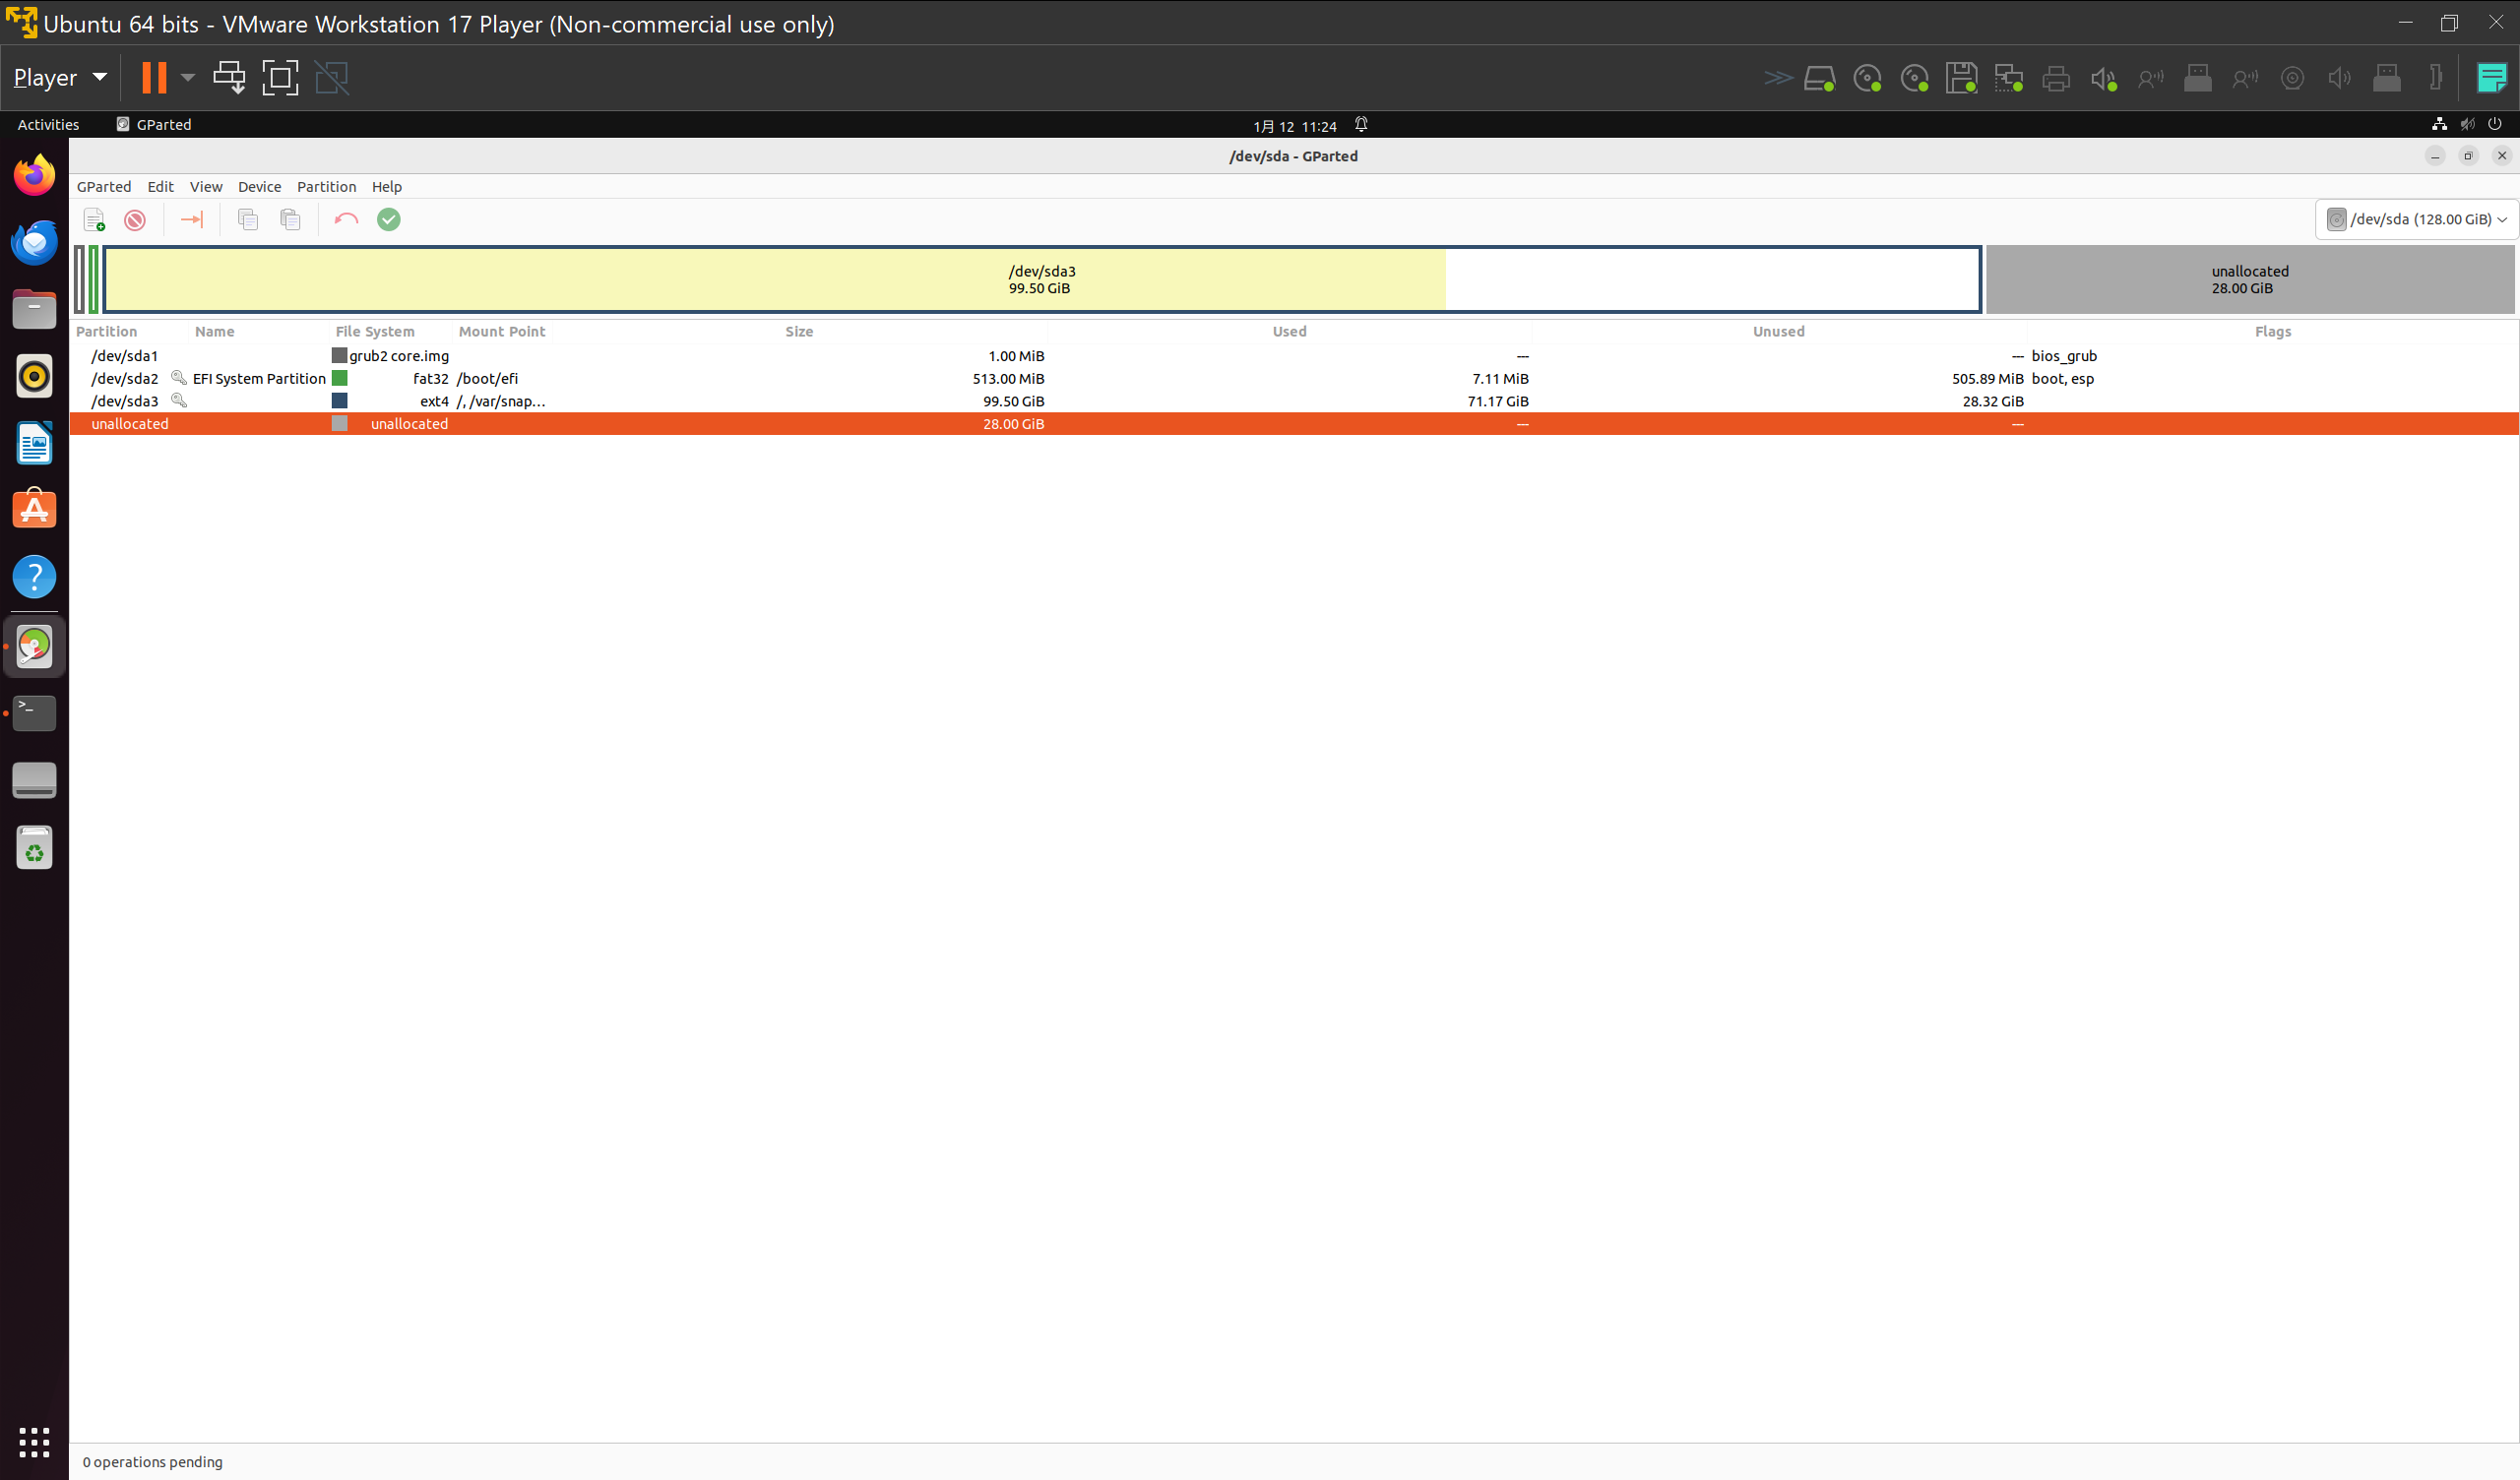 Ubuntu 64 bits - VMware Workstation 17 Player (Non-commercial use only)
Player
Activities GParted 1月 12 11:24
/dev/sda - GParted
GParted Edit View Device Partition Help
/dev/sda (128.00 GiB)
/dev/sda3
99.50 GiB
unallocated
28.00 GiB
Partition Name File System Mount Point Size Used Unused Flags
/dev/sda1 grub2 core.img 1.00 MiB --- --- bios_grub
/dev/sda2 EFI System Partition fat32 /boot/efi 513.00 MiB 7.11 MiB 505.89 MiB boot, esp
/dev/sda3 ext4 /, /var/snap... 99.50 GiB 71.17 GiB 28.32 GiB
unallocated unallocated 28.00 GiB --- ---
0 operations pending